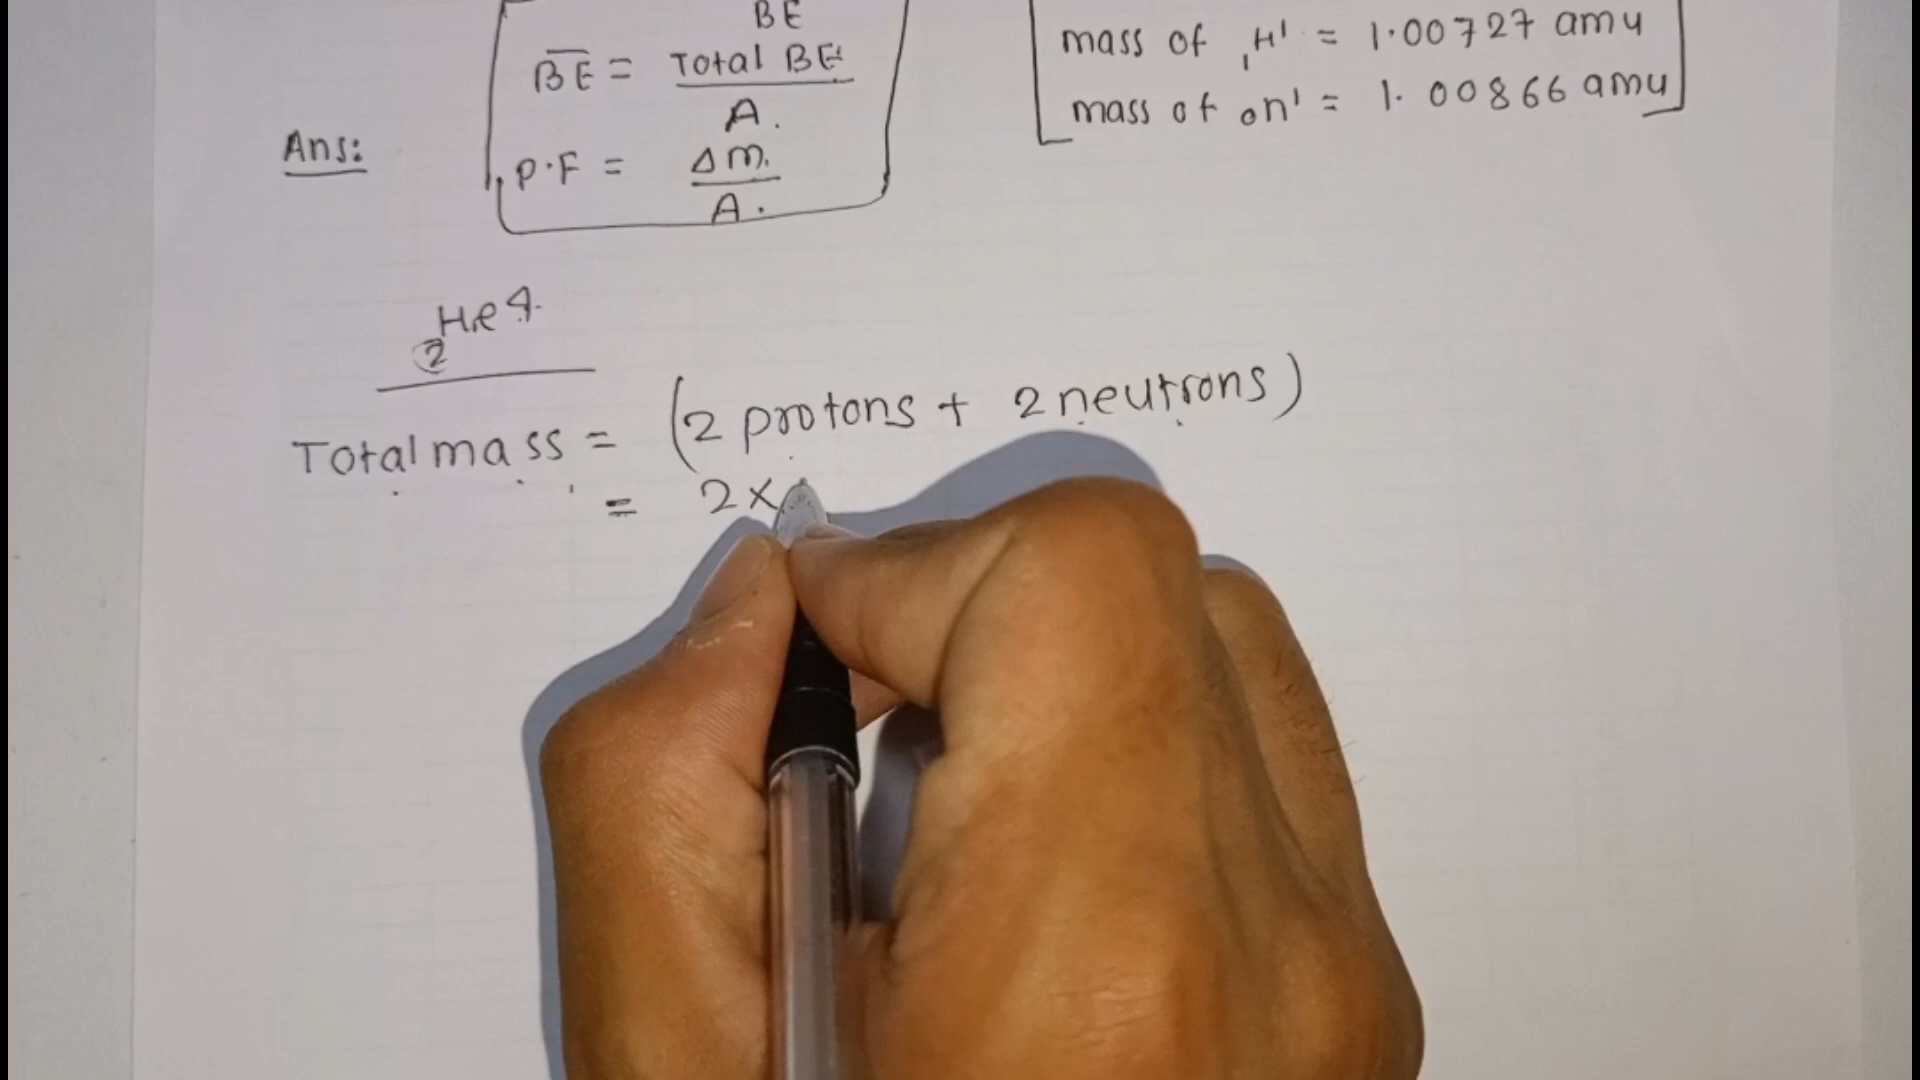 BE
B̅E̅ = Total BE
A.
P.F = Δm.
A.
mass of ₁H¹ = 1.00727 amu
mass of ₀n¹ = 1.00866 amu
Ans:
₂He⁴.
Total mass = (2 protons + 2 neutrons)
= 2×